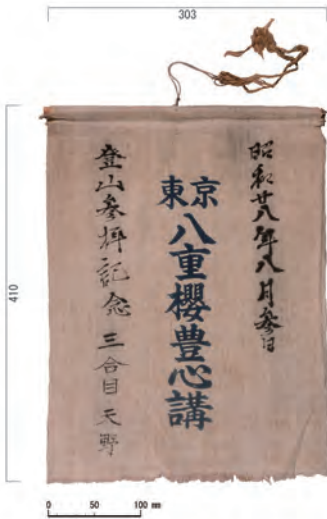 303
410
昭和廿八年八月参日
東京
八重櫻豊心講
登山参拝記念 三合目天野
0 50 100 mm